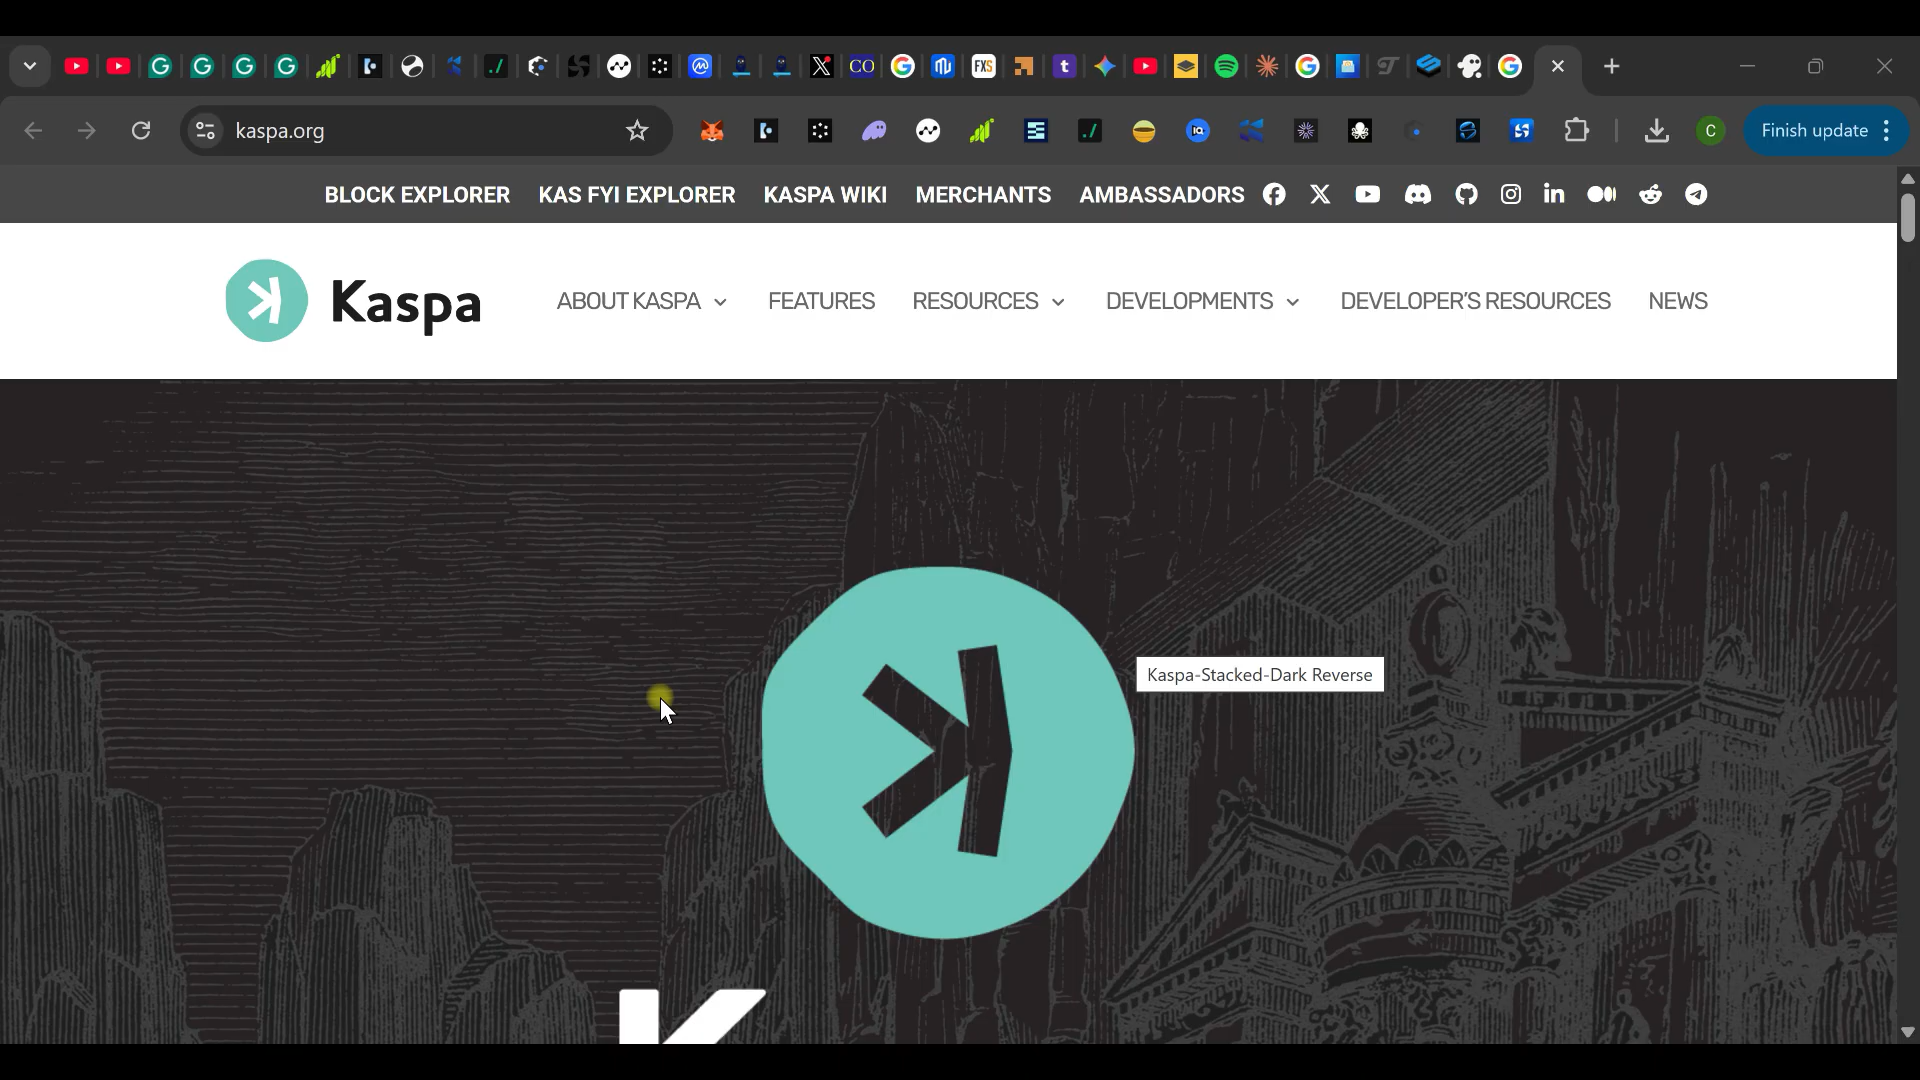 kaspa.org
C
Finish update
BLOCK EXPLORER KAS FYI EXPLORER KASPA WIKI MERCHANTS AMBASSADORS
Kaspa
ABOUT KASPA FEATURES RESOURCES DEVELOPMENTS DEVELOPER'S RESOURCES NEWS
Kaspa-Stacked-Dark Reverse
K